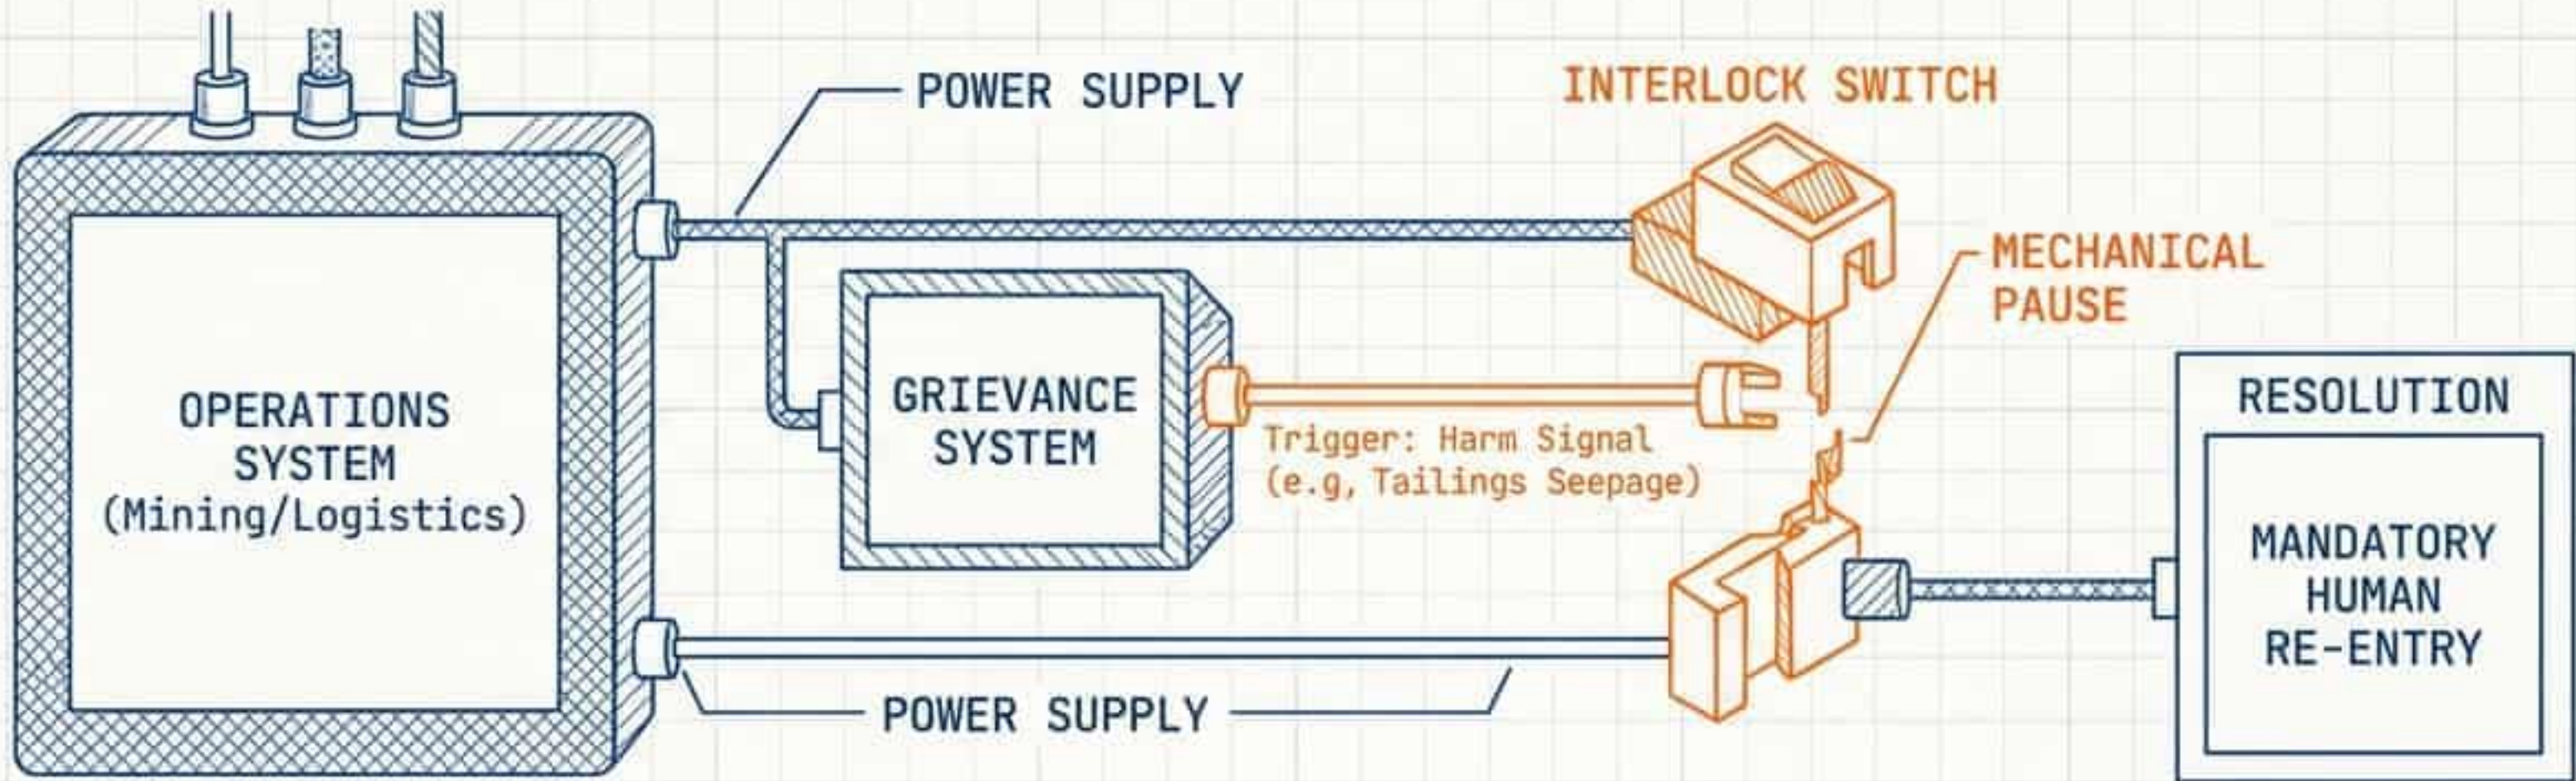 POWER SUPPLY
INTERLOCK SWITCH
MECHANICAL
PAUSE
OPERATIONS
SYSTEM
(Mining/Logistics)
GRIEVANCE
SYSTEM
Trigger: Harm Signal
(e.g, Tailings Seepage)
RESOLUTION
MANDATORY
HUMAN
RE-ENTRY
POWER SUPPLY